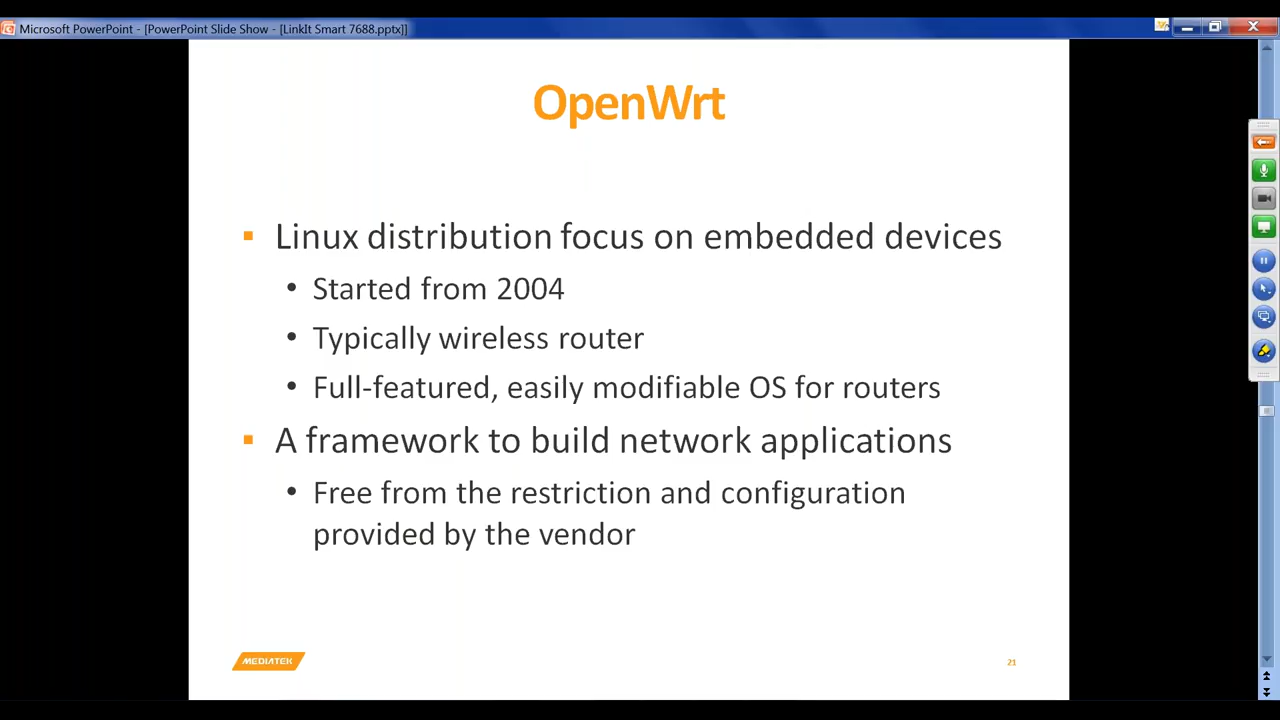 Microsoft PowerPoint - [PowerPoint Slide Show - [LinkIt Smart 7688.pptx]]
OpenWrt
▪ Linux distribution focus on embedded devices
• Started from 2004
• Typically wireless router
• Full-featured, easily modifiable OS for routers
▪ A framework to build network applications
• Free from the restriction and configuration
provided by the vendor
MEDIATEK
21